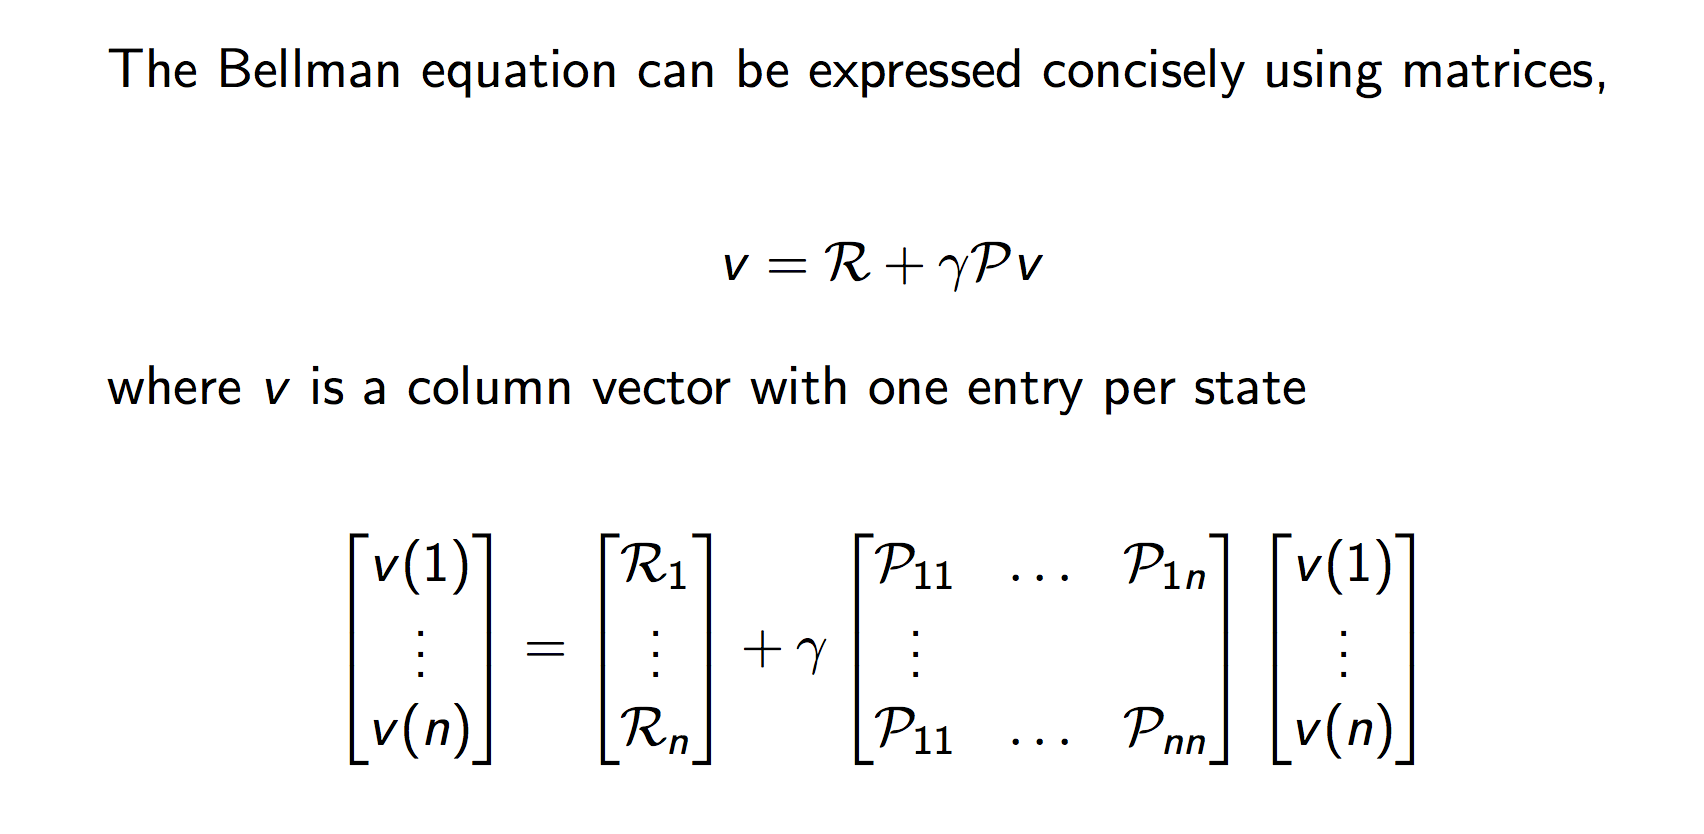 The Bellman equation can be expressed concisely using matrices,
v = ℛ + γ𝒫v
where v is a column vector with one entry per state
[v(1) ⋮ v(n)] = [ℛ₁ ⋮ ℛₙ] + γ [𝒫₁₁ … 𝒫₁ₙ ⋮ 𝒫₁₁ … 𝒫ₙₙ] [v(1) ⋮ v(n)]